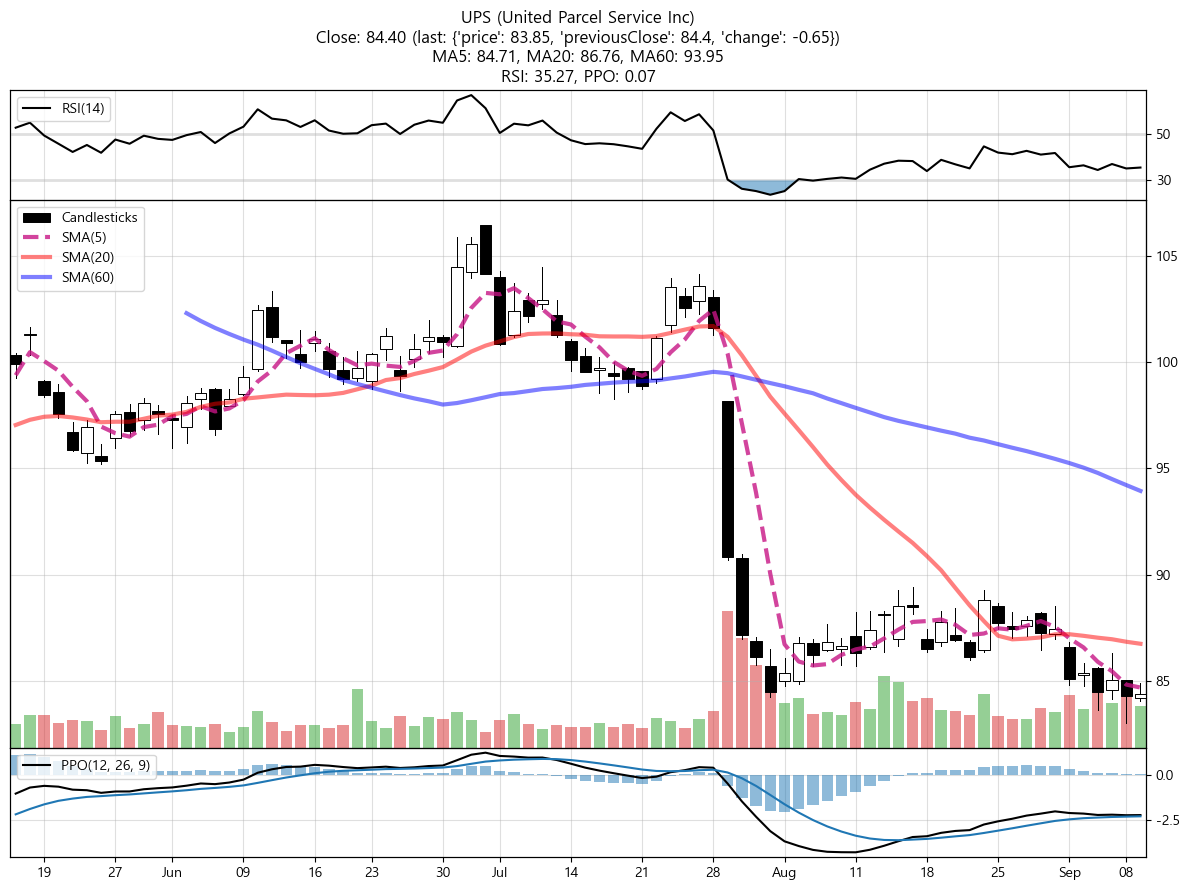 UPS (United Parcel Service Inc)
Close: 84.40 (last: {'price': 83.85, 'previousClose': 84.4, 'change': -0.65})
MA5: 84.71, MA20: 86.76, MA60: 93.95
RSI: 35.27, PPO: 0.07
RSI(14)
50
30
Candlesticks
SMA(5)
SMA(20)
SMA(60)
105
100
95
90
85
PPO(12, 26, 9)
0.0
−2.5
19 27 Jun 09 16 23 30 Jul 14 21 28 Aug 11 18 25 Sep 08